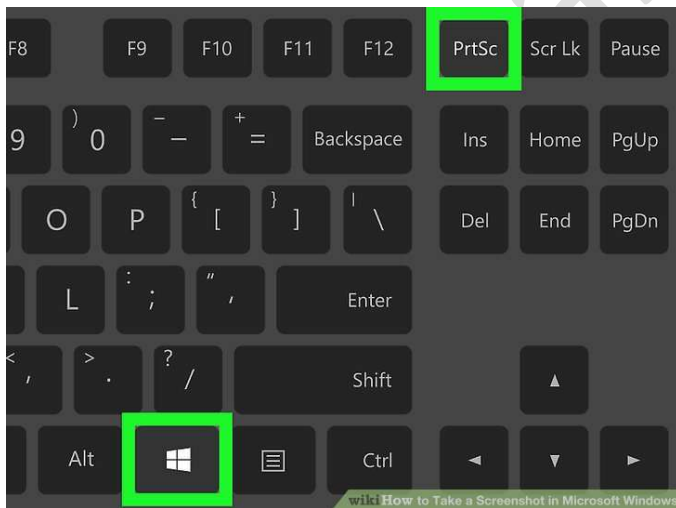 F8 F9 F10 F11 F12 PrtSc Scr Lk Pause
9 ) 0 _ - + = Backspace Ins Home PgUp
O P { [ } ] | \ Del End PgDn
L : ; " ' Enter
< , > . ? / Shift ▲
Alt Ctrl ◄ ▼ ►
wikiHow to Take a Screenshot in Microsoft Windows